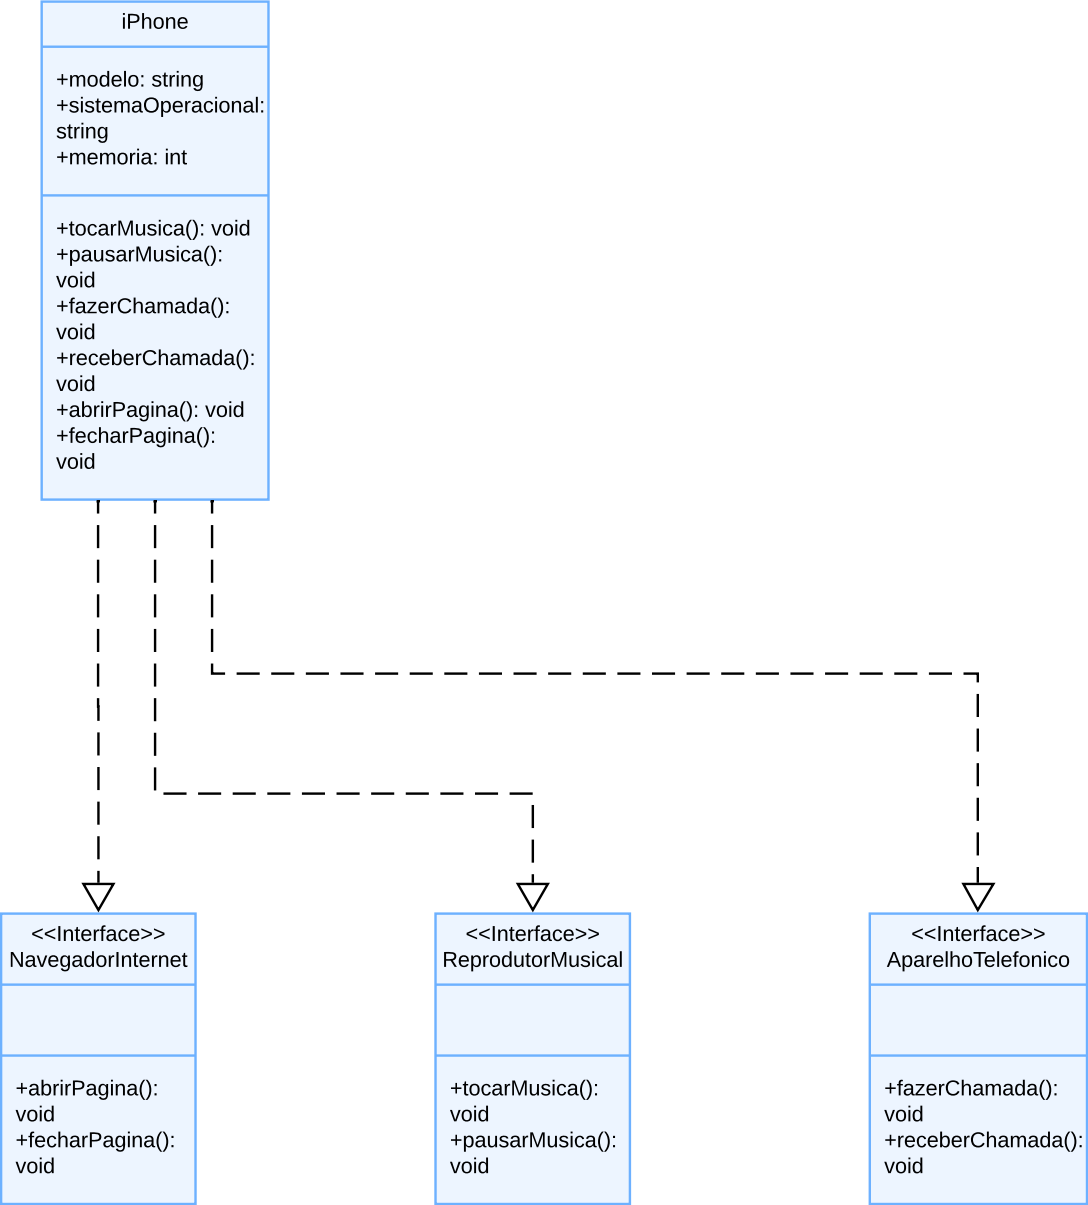 iPhone
+modelo: string
+sistemaOperacional:
string
+memoria: int
+tocarMusica(): void
+pausarMusica():
void
+fazerChamada():
void
+receberChamada():
void
+abrirPagina(): void
+fecharPagina():
void
<<Interface>>
NavegadorInternet
+abrirPagina():
void
+fecharPagina():
void
<<Interface>>
ReprodutorMusical
+tocarMusica():
void
+pausarMusica():
void
<<Interface>>
AparelhoTelefonico
+fazerChamada():
void
+receberChamada():
void